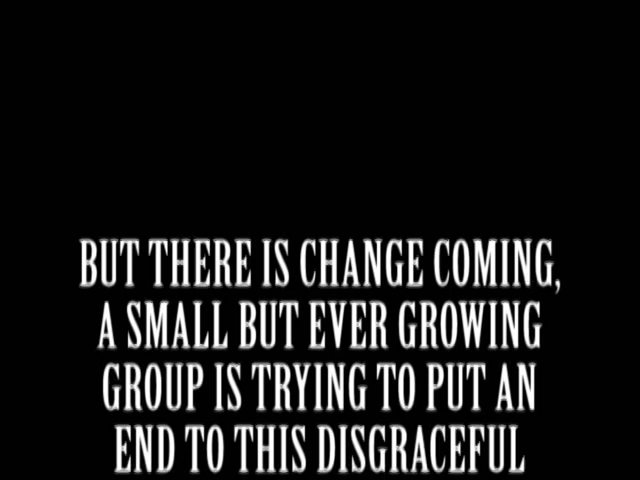 BUT THERE IS CHANGE COMING,
A SMALL BUT EVER GROWING
GROUP IS TRYING TO PUT AN
END TO THIS DISGRACEFUL